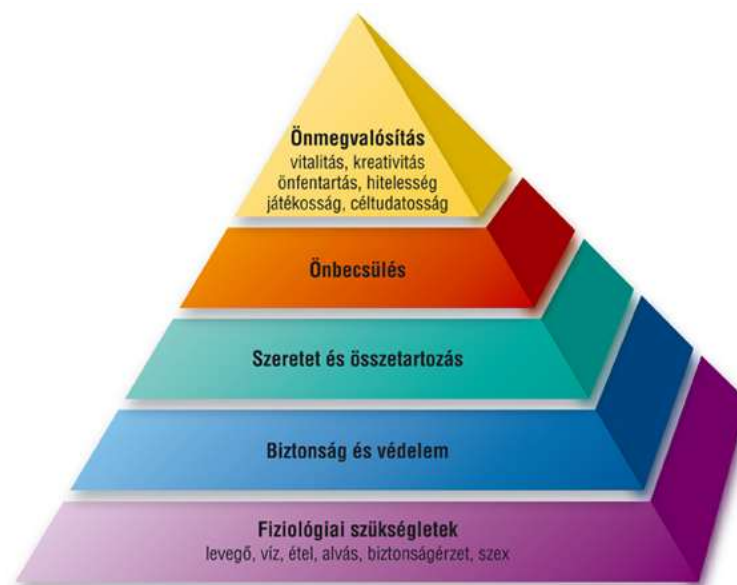 Önmegvalósítás
vitalitás, kreativitás
önfentartás, hitelesség
játékosság, céltudatosság
Önbecsülés
Szeretet és összetartozás
Biztonság és védelem
Fiziológiai szükségletek
levegő, víz, étel, alvás, biztonságérzet, szex